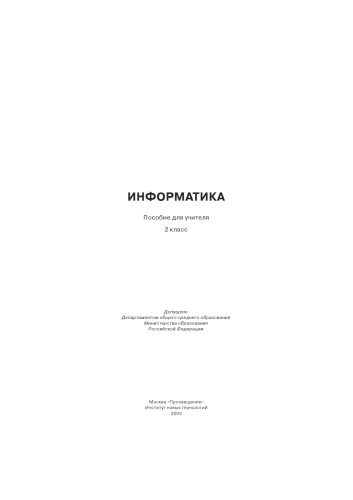 ИНФОРМАТИКА
Пособие для учителя
2 класс
Допущено
Департаментом общего среднего образования
Министерства образования
Российской Федерации
Москва «Просвещение»
Институт новых технологий
2002